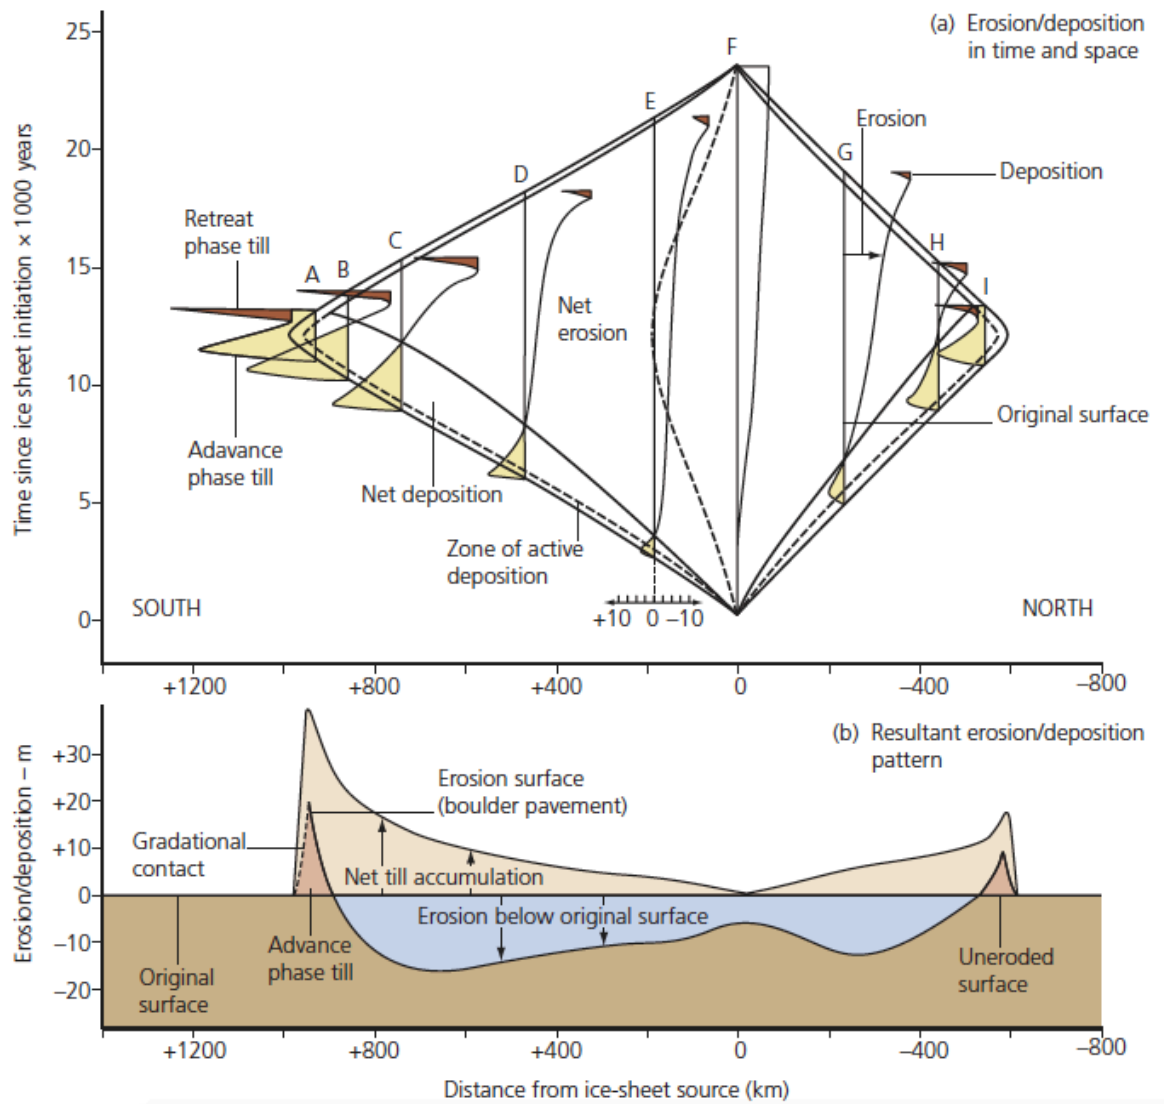 (a) Erosion/deposition
in time and space
Time since ice sheet initiation × 1000 years
25
20
15
10
5
0
F
E
D
C
B
A
G
H
I
Erosion
Deposition
Retreat
phase till
Net
erosion
Adavance
phase till
Net deposition
Original surface
Zone of active
deposition
+10 0 –10
SOUTH
NORTH
+1200
+800
+400
0
–400
–800
(b) Resultant erosion/deposition
pattern
Erosion/deposition – m
+30
+20
+10
0
–10
–20
Erosion surface
(boulder pavement)
Gradational
contact
Net till accumulation
Erosion below original surface
Advance
phase till
Original
surface
Uneroded
surface
+1200
+800
+400
0
–400
–800
Distance from ice-sheet source (km)